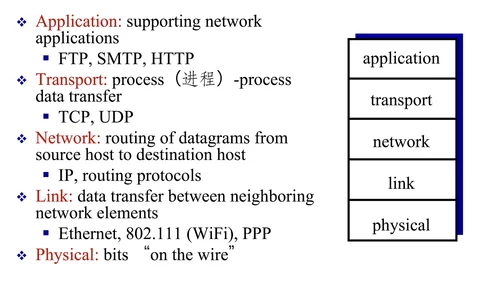 Application: supporting network
applications
FTP, SMTP, HTTP
Transport: process（进程）-process
data transfer
TCP, UDP
Network: routing of datagrams from
source host to destination host
IP, routing protocols
Link: data transfer between neighboring
network elements
Ethernet, 802.111 (WiFi), PPP
Physical: bits “on the wire”
application
transport
network
link
physical